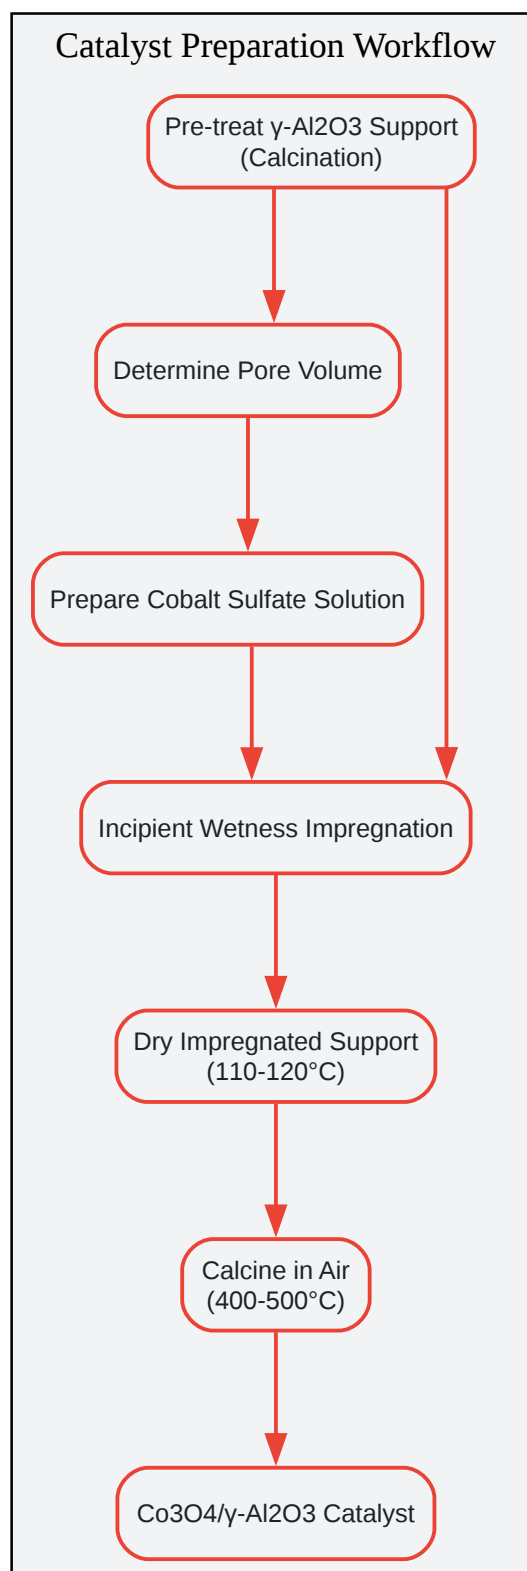 Catalyst Preparation Workflow
Pre-treat γ-Al2O3 Support
(Calcination)
Determine Pore Volume
Prepare Cobalt Sulfate Solution
Incipient Wetness Impregnation
Dry Impregnated Support
(110-120°C)
Calcine in Air
(400-500°C)
Co3O4/γ-Al2O3 Catalyst